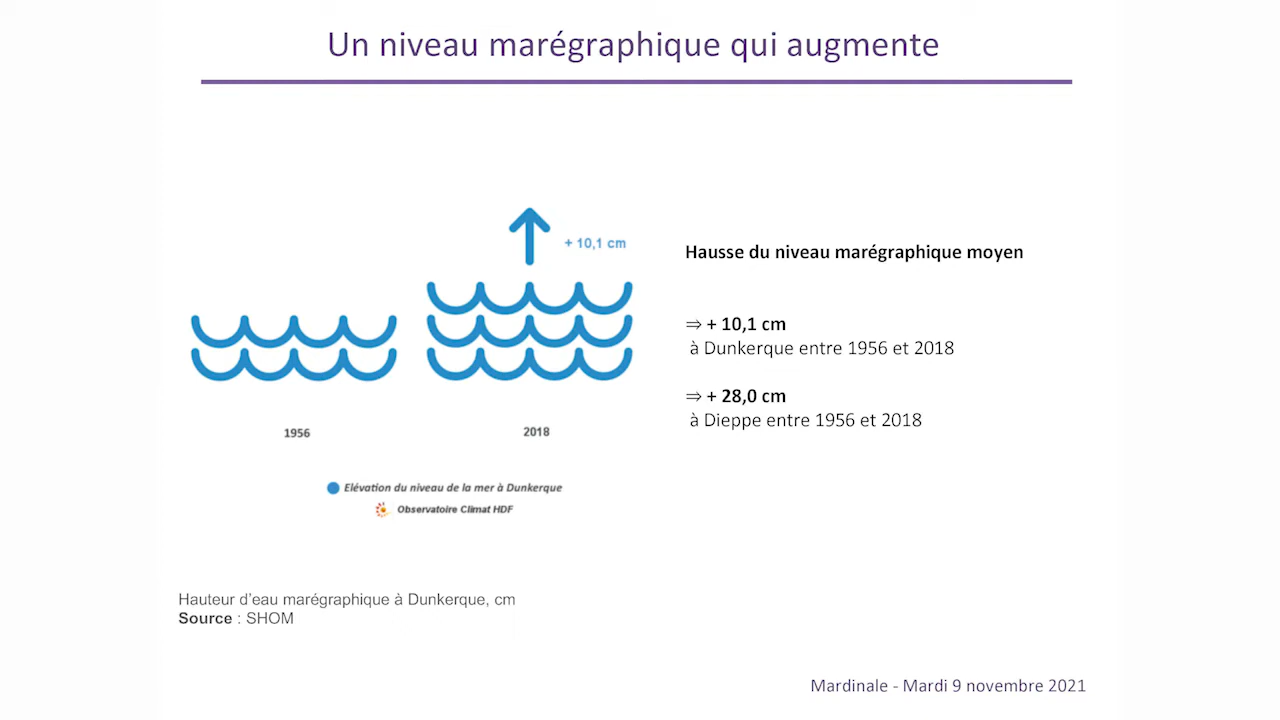 Un niveau marégraphique qui augmente
+ 10,1 cm
1956
2018
Elévation du niveau de la mer à Dunkerque
Observatoire Climat HDF
Hausse du niveau marégraphique moyen
⇒ + 10,1 cm
à Dunkerque entre 1956 et 2018
⇒ + 28,0 cm
à Dieppe entre 1956 et 2018
Hauteur d’eau marégraphique à Dunkerque, cm
Source : SHOM
Mardinale - Mardi 9 novembre 2021